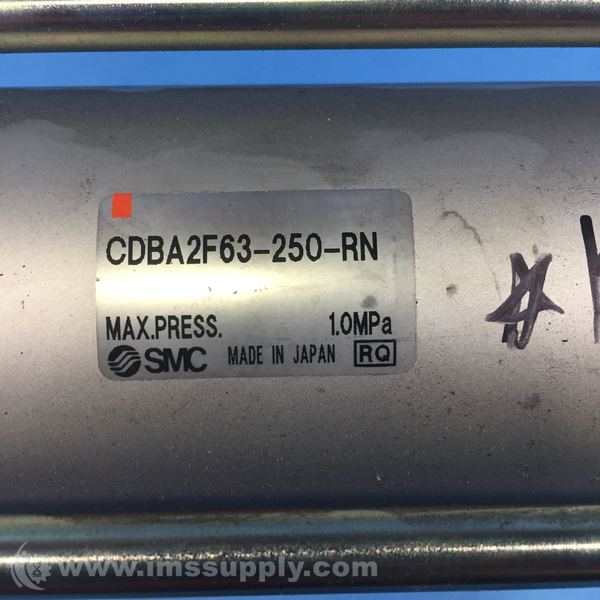 CDBA2F63-250-RN
MAX.PRESS. 1.0MPa
SMC MADE IN JAPAN RQ
www.imssupply.com